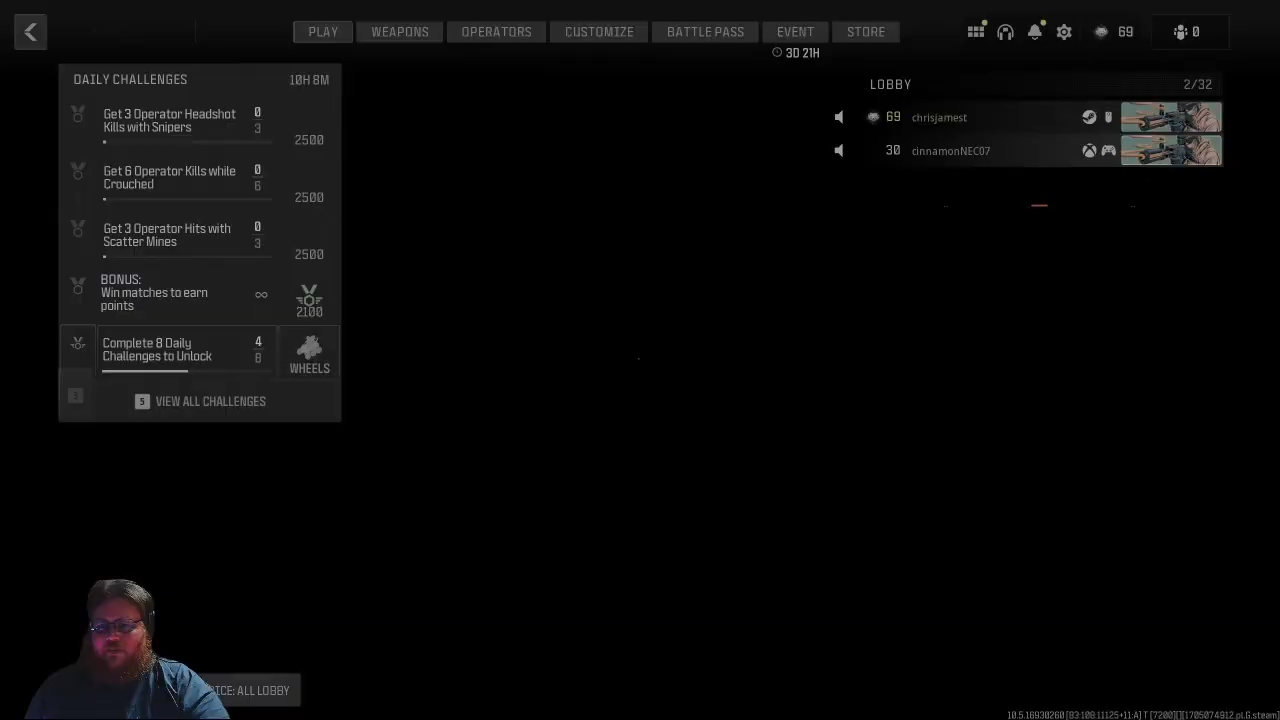 PLAY
WEAPONS
OPERATORS
CUSTOMIZE
BATTLE PASS
EVENT
STORE
69
0
3D 21H
DAILY CHALLENGES
10H 8M
Get 3 Operator Headshot
Kills with Snipers
0
3
2500
Get 6 Operator Kills while
Crouched
0
6
2500
Get 3 Operator Hits with
Scatter Mines
0
3
2500
BONUS:
Win matches to earn
points
∞
2100
Complete 8 Daily
Challenges to Unlock
4
8
WHEELS
5 VIEW ALL CHALLENGES
LOBBY
2/32
69 chrisjamest
30 cinnamonNEC07
ALL LOBBY